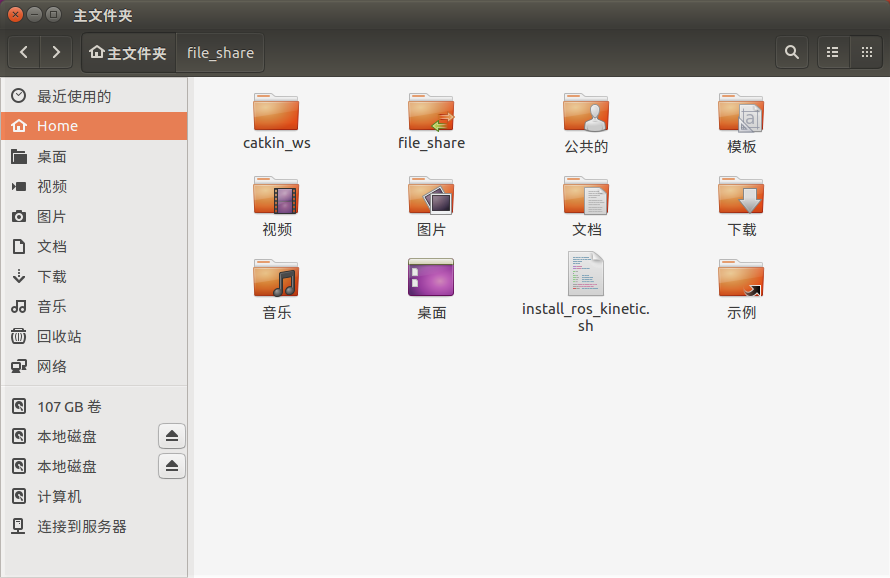 主文件夹
主文件夹
file_share
最近使用的
Home
桌面
视频
图片
文档
下载
音乐
回收站
网络
107 GB 卷
本地磁盘
本地磁盘
计算机
连接到服务器
catkin_ws
file_share
公共的
模板
视频
图片
文档
下载
音乐
桌面
install_ros_kinetic.
sh
示例